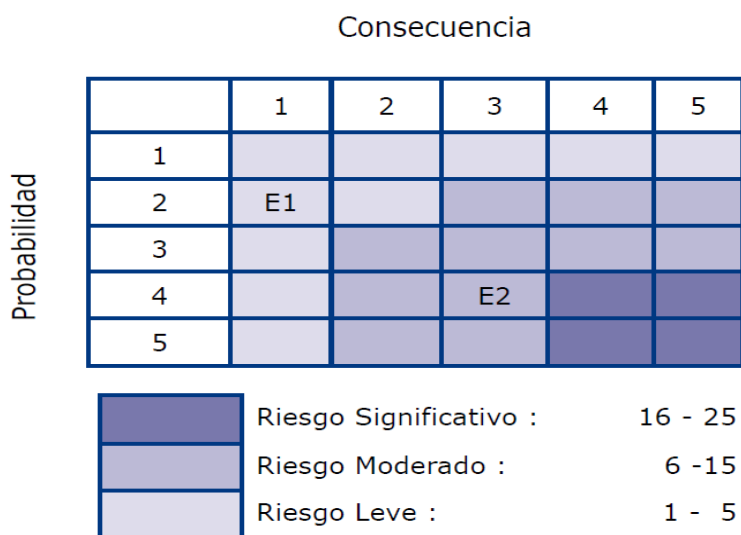 Consecuencia
Probabilidad
1 2 3 4 5
1
2 E1
3
4 E2
5
Riesgo Significativo : 16 - 25
Riesgo Moderado : 6 -15
Riesgo Leve : 1 - 5